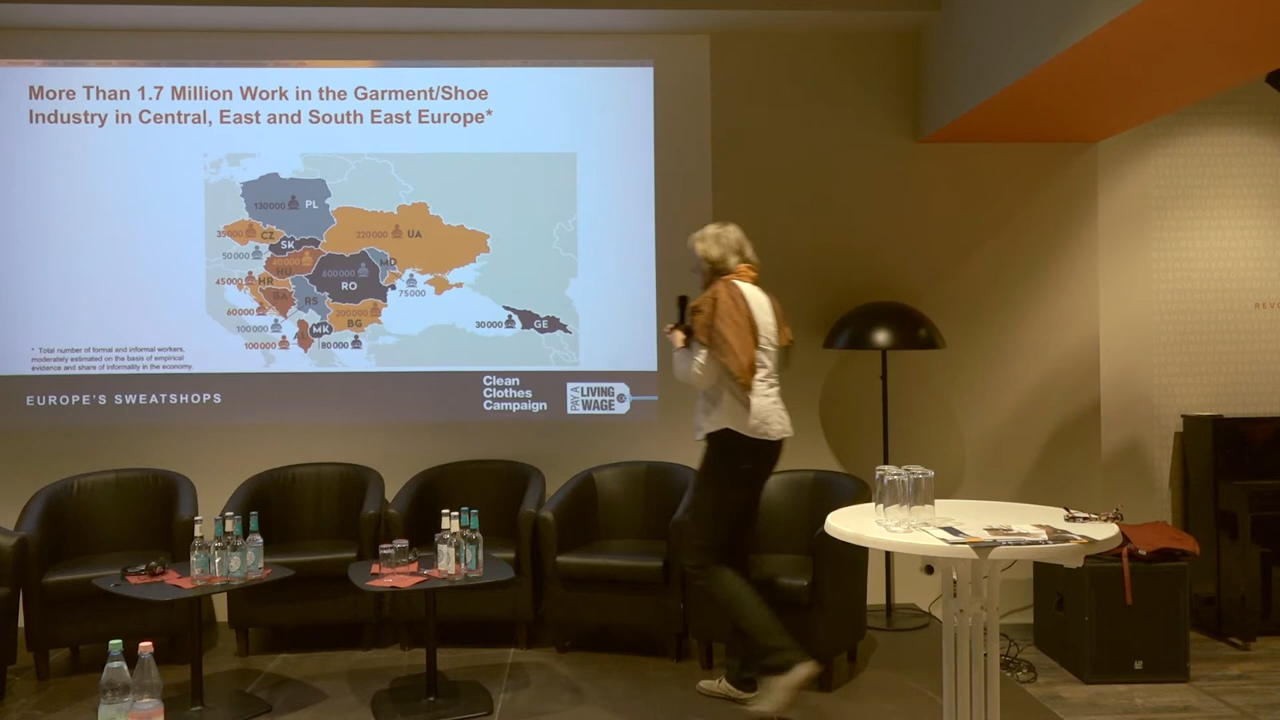 More Than 1.7 Million Work in the Garment/Shoe
Industry in Central, East and South East Europe*
130000 PL
35000 CZ
220000 UA
SK
50000
40000
HU
MD
600000
RO
45000 HR
75000
BA
RS
60000
200000
BG
30000 GE
100000
MK
100000
80000
* Total number of formal and informal workers,
moderately estimated on the basis of empirical
evidence and share of informality in the economy.
EUROPE'S SWEATSHOPS
Clean
Clothes
Campaign
PAY A
LIVING
WAGE
REV